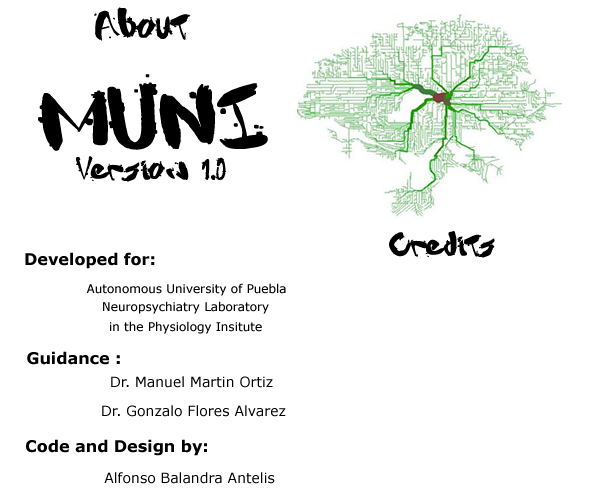 About
MUNI
Version 1.0
Credits
Developed for:
Autonomous University of Puebla
Neuropsychiatry Laboratory
in the Physiology Insitute
Guidance :
Dr. Manuel Martin Ortiz
Dr. Gonzalo Flores Alvarez
Code and Design by:
Alfonso Balandra Antelis